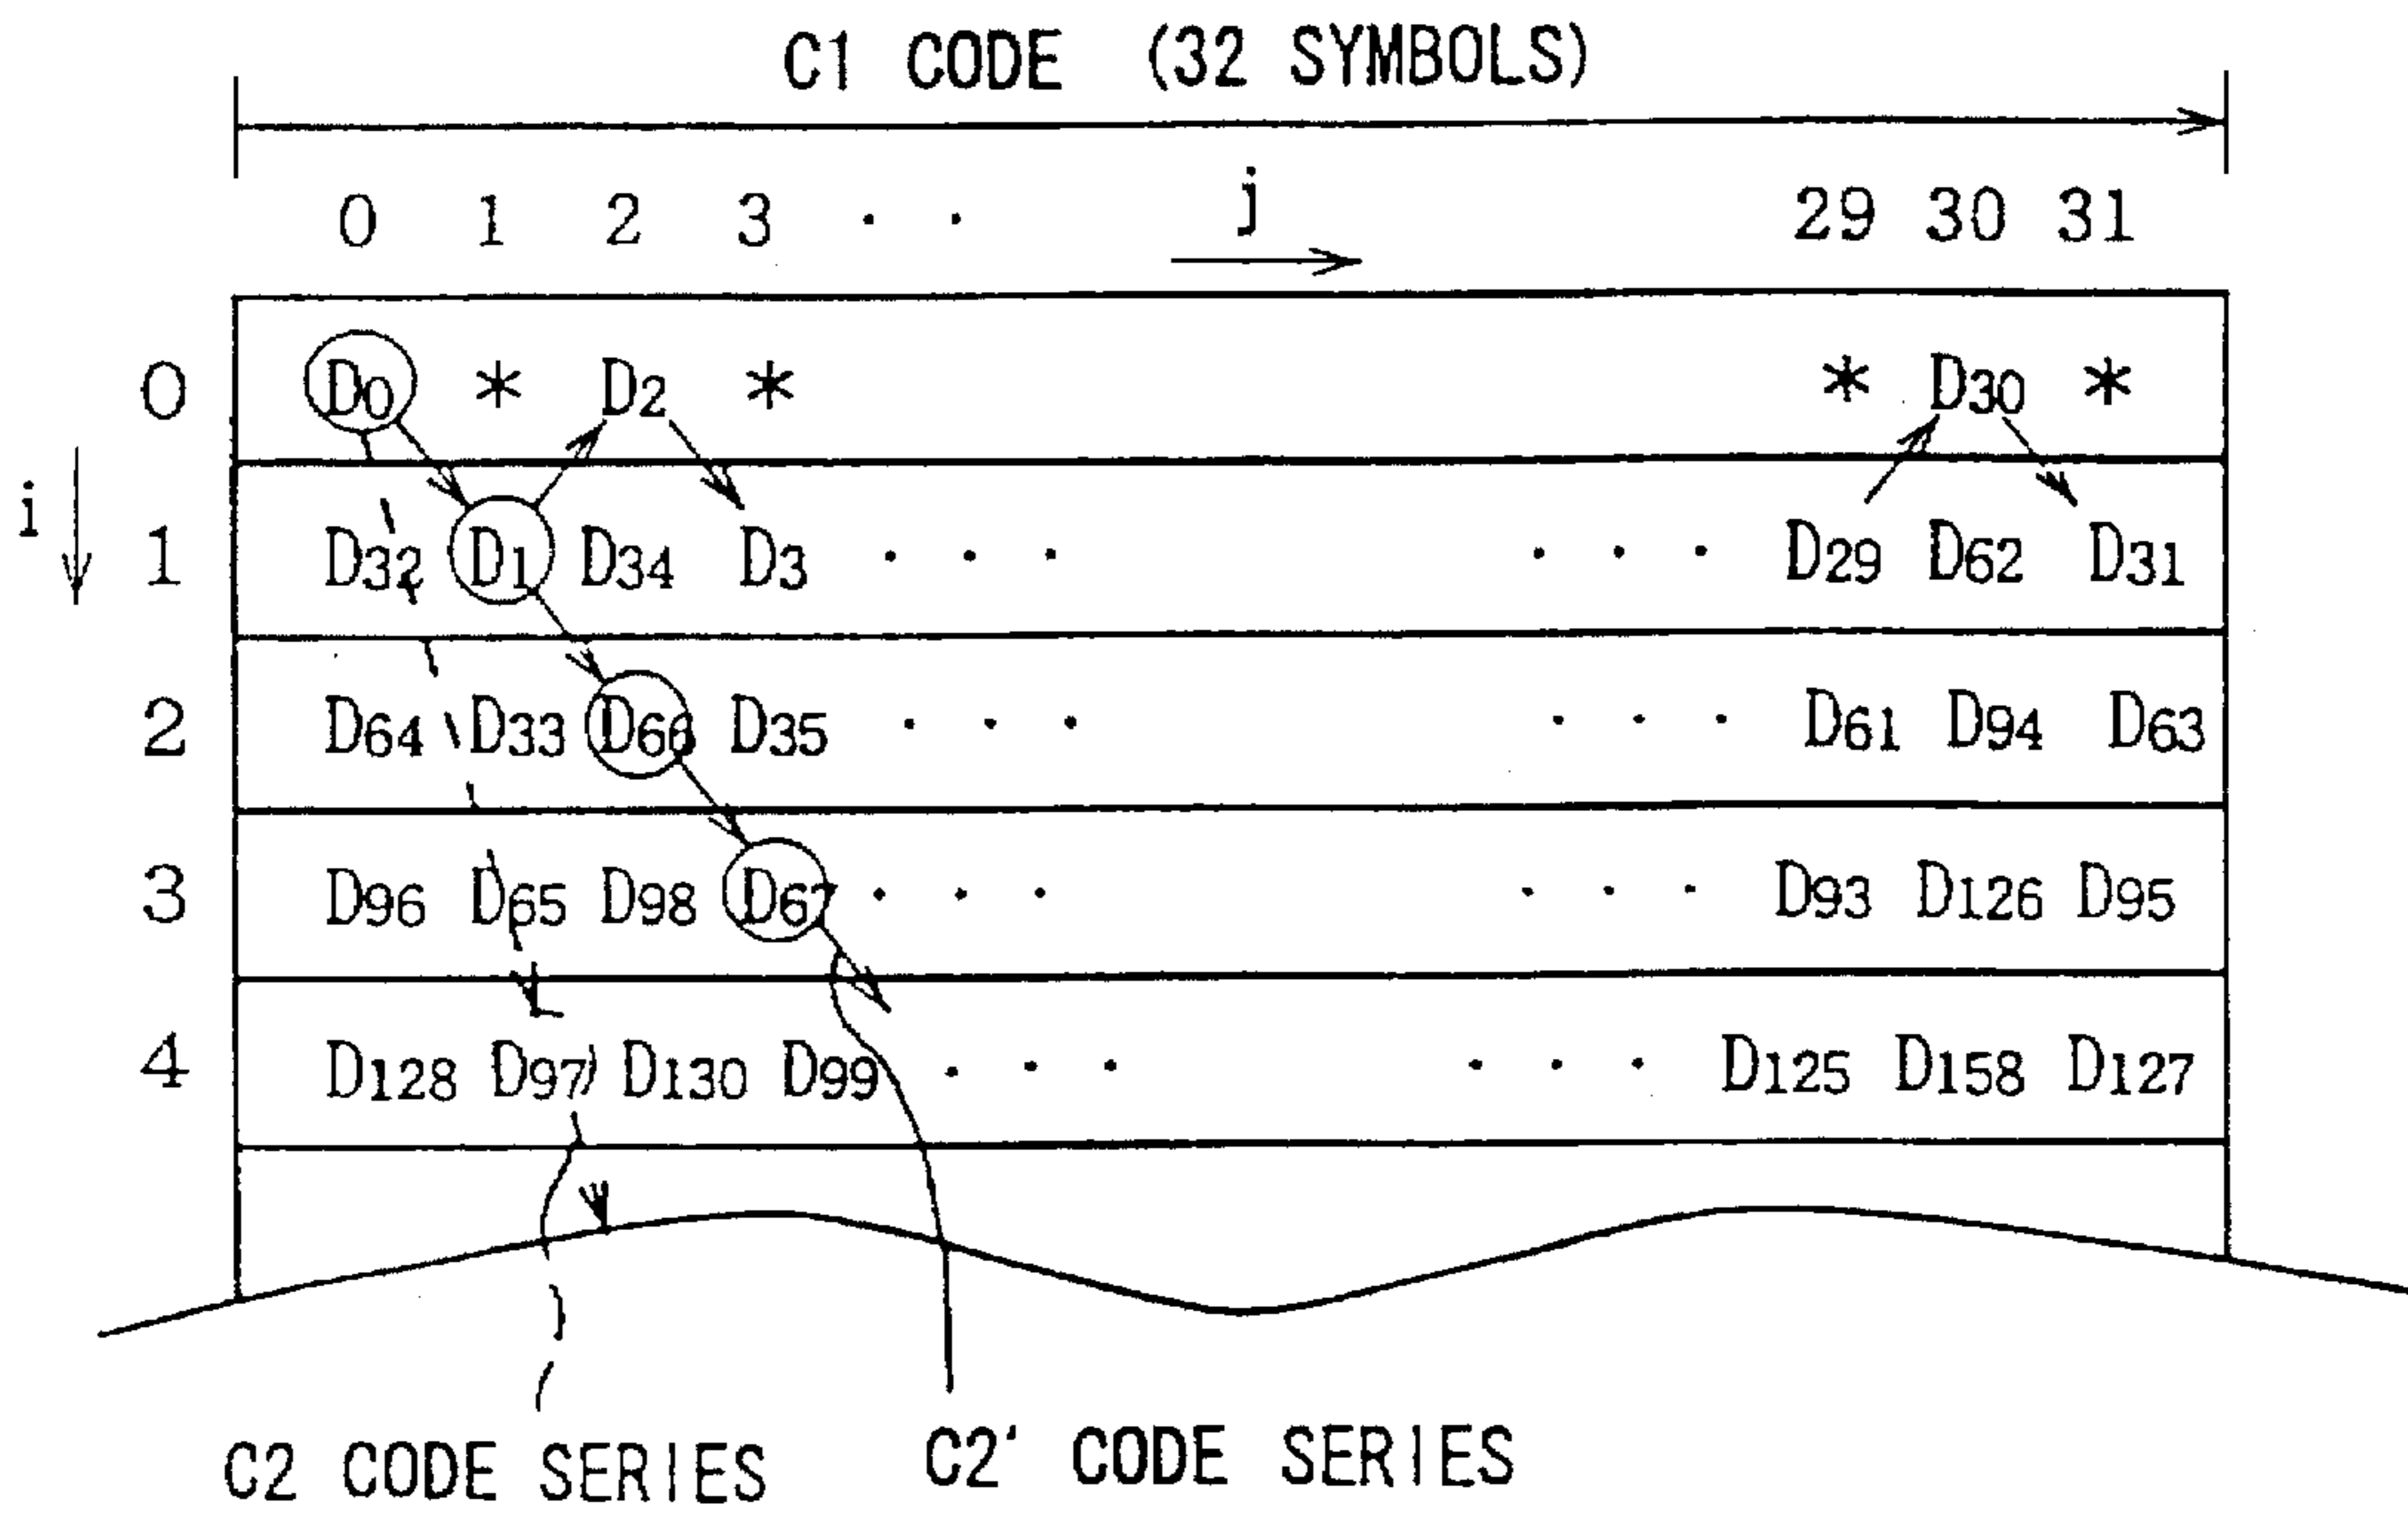 C1 CODE (32 SYMBOLS)
0 1 2 3 · · j 29 30 31
0 D0 * D2 * * D30 *
i
1 D32 D1 D34 D3 · · · · · · D29 D62 D31
2 D64 D33 D66 D35 · · · · · · D61 D94 D63
3 D96 D65 D98 D67 · · · · · · D93 D126 D95
4 D128 D97 D130 D99 · · · · · · D125 D158 D127
C2 CODE SERIES C2' CODE SERIES